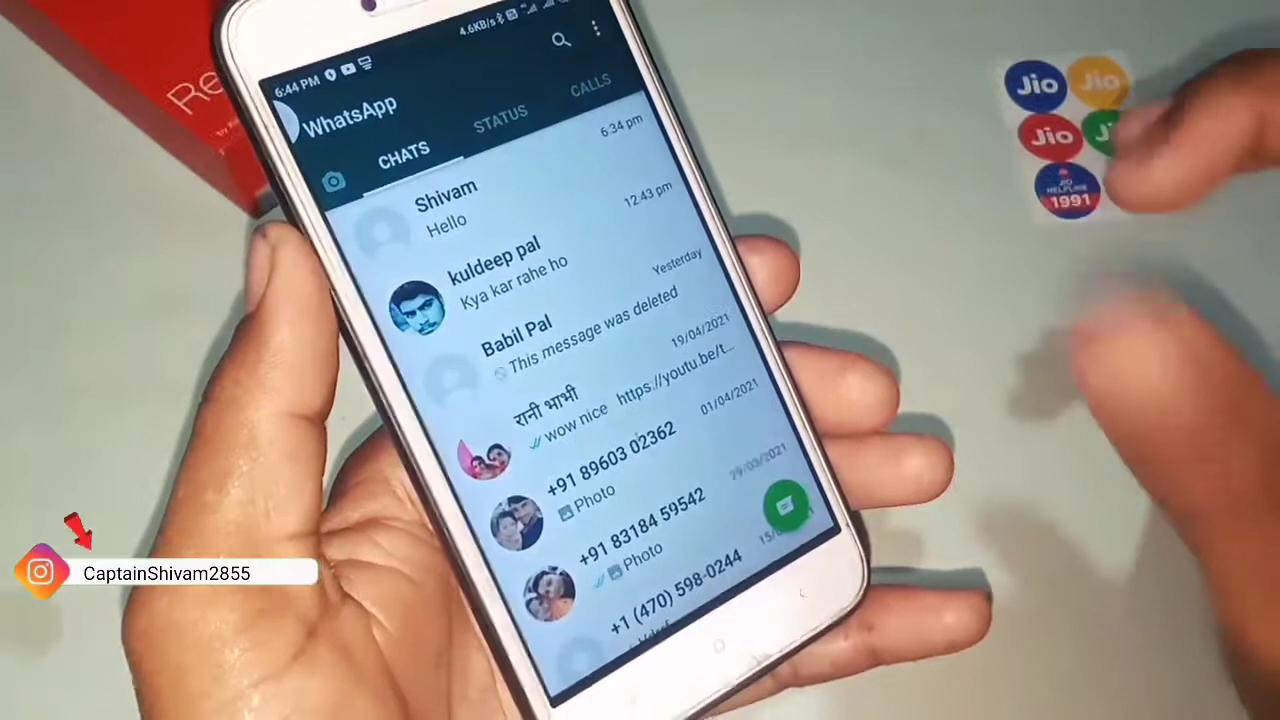 Re
6:44 PM
4.6KB/s
WhatsApp
CHATS
STATUS
CALLS
Shivam
6:34 pm
Hello
kuldeep pal
12:43 pm
Kya kar rahe ho
Babil Pal
Yesterday
This message was deleted
रानी भाभी
19/04/2021
wow nice https://youtu.be/t...
+91 89603 02362
01/04/2021
Photo
+91 83184 59542
29/03/2021
Photo
+1 (470) 598-0244
Jio
Jio
Jio
JIO
HELPLINE
1991
CaptainShivam2855